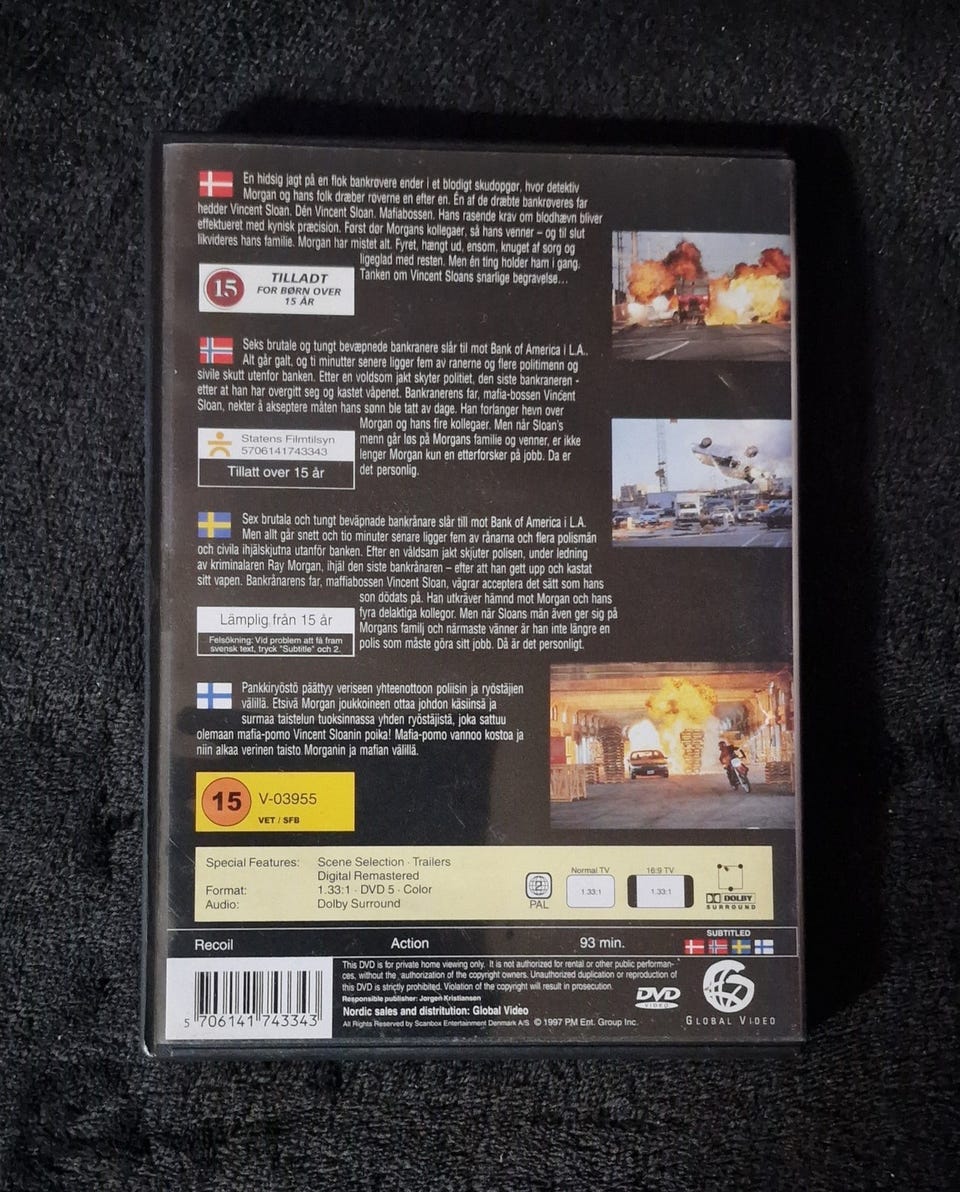 En hidsig jagt på en flok bankrøvere ender i et blodigt skudopgør, hvor detektiv
Morgan og hans folk dræber røverne en efter en. Én af de dræbte bankrøveres far
hedder Vincent Sloan. Dén Vincent Sloan. Mafiabossen. Hans rasende krav om blodhævn bliver
effektueret med kynisk præcision. Først dør Morgans kollegaer, så hans venner – og til slut
likvideres hans familie. Morgan har mistet alt. Fyret, hængt ud, ensom, knuget af sorg og
ligeglad med resten. Men én ting holder ham i gang.
Tanken om Vincent Sloans snarlige begravelse...
15
TILLADT
FOR BØRN OVER
15 ÅR
Seks brutale og tungt bevæpnede bankranere slår til mot Bank of America i L.A..
Alt går galt, og ti minutter senere ligger fem av ranerne og flere politimenn og
sivile skutt utenfor banken. Etter en voldsom jakt skyter politiet, den siste bankraneren -
etter at han har overgitt seg og kastet våpenet. Bankranerens far, mafia-bossen Vincent
Sloan, nekter å akseptere måten hans sønn ble tatt av dage. Han forlanger hevn over
Morgan og hans fire kollegaer. Men når Sloan's
menn går løs på Morgans familie og venner, er ikke
lenger Morgan kun en etterforsker på jobb. Da er
det personlig.
Statens Filmtilsyn
5706141743343
Tillatt over 15 år
Sex brutala och tungt beväpnade bankrånare slår till mot Bank of America i L.A.
Men allt går snett och tio minuter senare ligger fem av rånarna och flera polismän
och civila ihjälskjutna utanför banken. Efter en våldsam jakt skjuter polisen, under ledning
av kriminalaren Ray Morgan, ihjäl den siste bankrånaren – efter att han gett upp och kastat
sitt vapen. Bankrånarens far, maffiabossen Vincent Sloan, vägrar acceptera det sätt som hans
son dödats på. Han utkräver hämnd mot Morgan och hans
fyra delaktiga kollegor. Men när Sloans män även ger sig på
Morgans familj och närmaste vänner är han inte längre en
polis som måste göra sitt jobb. Då är det personligt.
Lämplig från 15 år
Felsökning: Vid problem att få fram
svensk text, tryck "Subtitle" och 2.
Pankkiryöstö päättyy veriseen yhteenottoon poliisin ja ryöstäjien
välillä. Etsivä Morgan joukkoineen ottaa johdon käsiinsä ja
surmaa taistelun tuoksinnassa yhden ryöstäjistä, joka sattuu
olemaan mafia-pomo Vincent Sloanin poika! Mafia-pomo vannoo kostoa ja
niin alkaa verinen taisto Morganin ja mafian välillä.
15
V-03955
VET / SFB
Special Features: Scene Selection · Trailers
Digital Remastered
Format: 1.33:1 · DVD 5 · Color
Audio: Dolby Surround
2
PAL
Normal TV
1.33:1
16:9 TV
1.33:1
DOLBY
SURROUND
Recoil Action 93 min.
SUBTITLED
This DVD is for private home viewing only. It is not authorized for rental or other public performan-
ces, without the authorization of the copyright owners. Unauthorized duplication or reproduction of
this DVD is strictly prohibited. Violation of the copyright will result in prosecution.
Responsible publisher: Jørgen Kristiansen
Nordic sales and distritution: Global Video
All Rights Reserved by Scanbox Entertainment Denmark A/S © 1997 PM Ent. Group Inc.
DVD
VIDEO
GLOBAL VIDEO
5 706141 743343